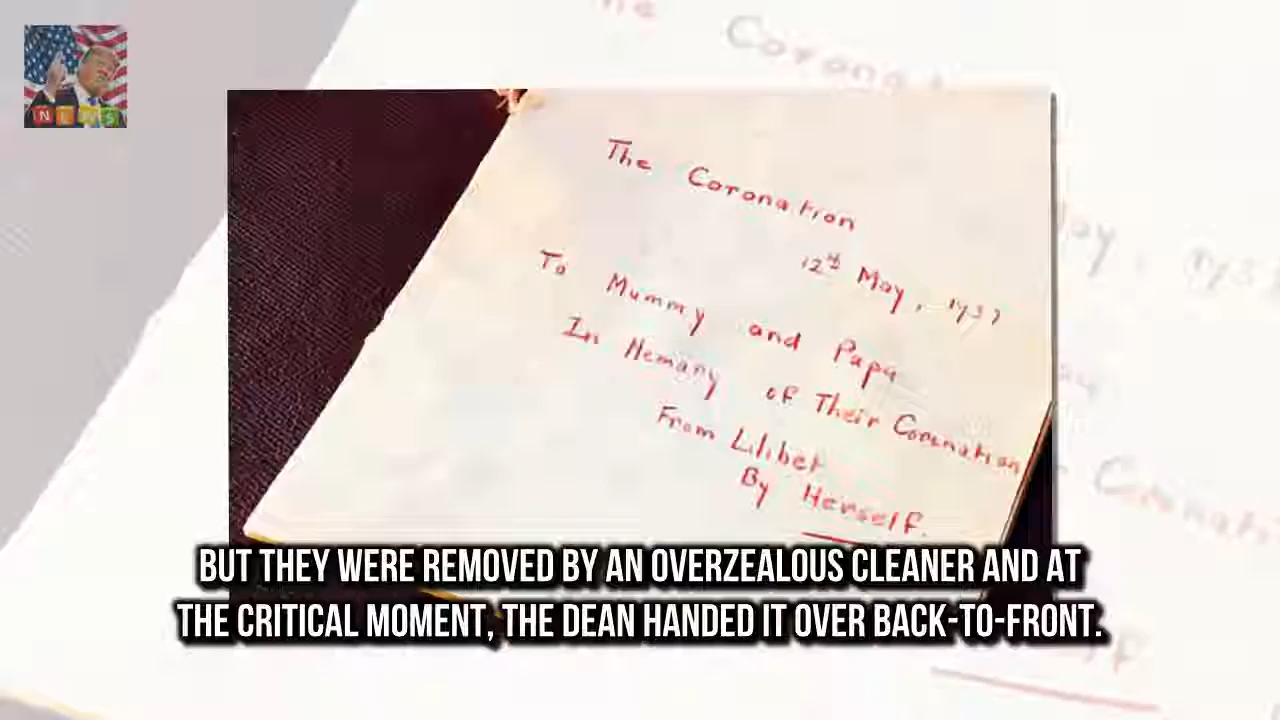 NEWS
The Coronation
12th May, 1937
To Mummy and Papa
In Memory of Their Coronation
From Lilibet
By Herself.
BUT THEY WERE REMOVED BY AN OVERZEALOUS CLEANER AND AT
THE CRITICAL MOMENT, THE DEAN HANDED IT OVER BACK-TO-FRONT.